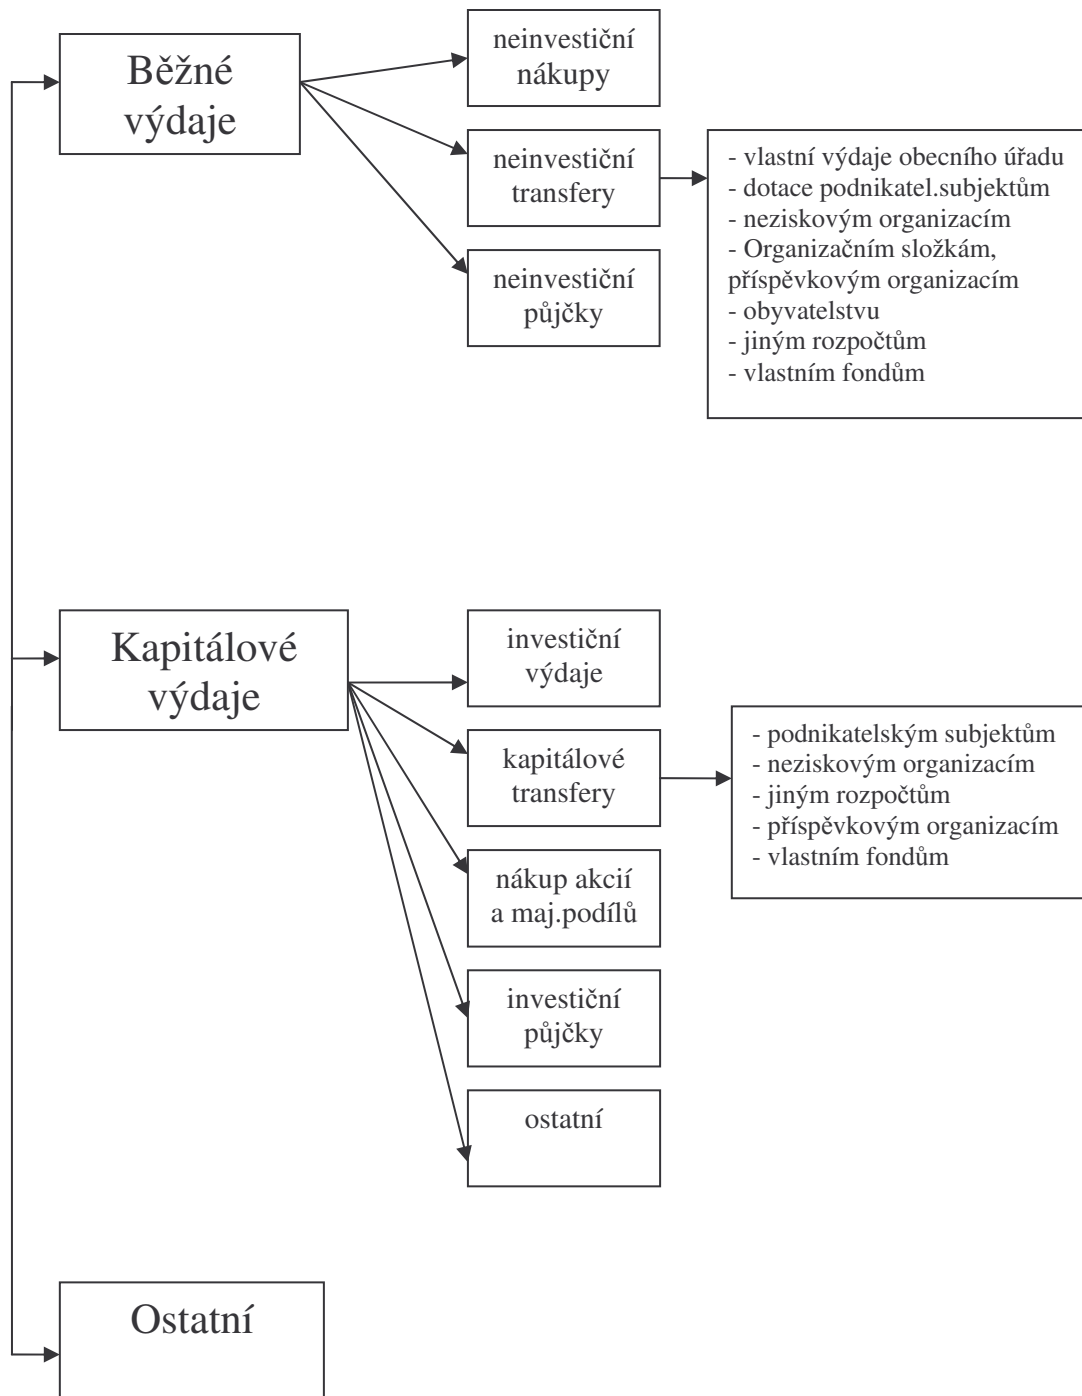 Běžné
výdaje
neinvestiční
nákupy
neinvestiční
transfery
neinvestiční
půjčky
- vlastní výdaje obecního úřadu
- dotace podnikatel.subjektům
- neziskovým organizacím
- Organizačním složkám,
příspěvkovým organizacím
- obyvatelstvu
- jiným rozpočtům
- vlastním fondům
Kapitálové
výdaje
investiční
výdaje
kapitálové
transfery
nákup akcií
a maj.podílů
investiční
půjčky
ostatní
- podnikatelským subjektům
- neziskovým organizacím
- jiným rozpočtům
- příspěvkovým organizacím
- vlastním fondům
Ostatní